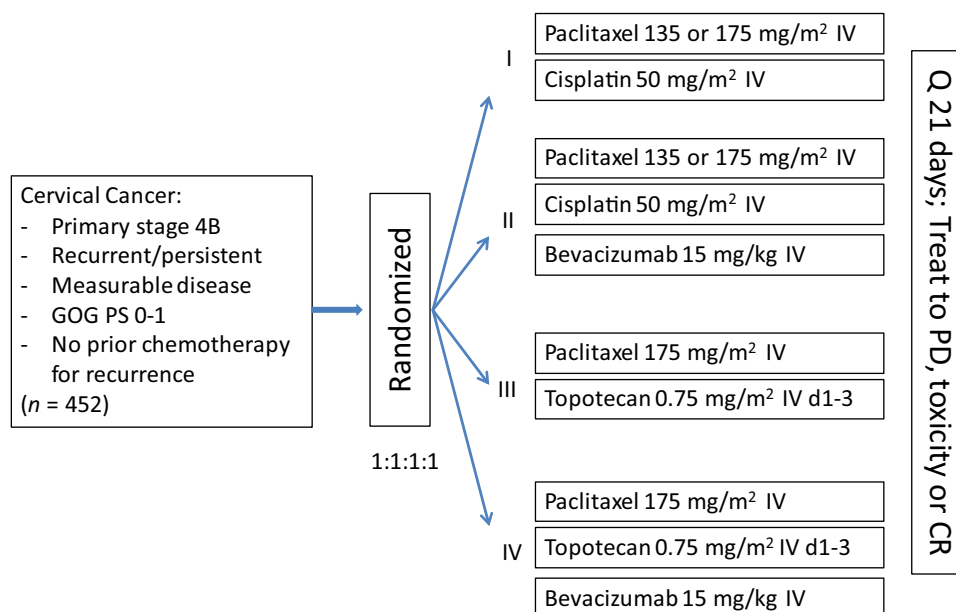 Cervical Cancer:
- Primary stage 4B
- Recurrent/persistent
- Measurable disease
- GOG PS 0-1
- No prior chemotherapy
for recurrence
(n = 452)
Randomized
1:1:1:1
I
Paclitaxel 135 or 175 mg/m² IV
Cisplatin 50 mg/m² IV
II
Paclitaxel 135 or 175 mg/m² IV
Cisplatin 50 mg/m² IV
Bevacizumab 15 mg/kg IV
III
Paclitaxel 175 mg/m² IV
Topotecan 0.75 mg/m² IV d1-3
IV
Paclitaxel 175 mg/m² IV
Topotecan 0.75 mg/m² IV d1-3
Bevacizumab 15 mg/kg IV
Q 21 days; Treat to PD, toxicity or CR